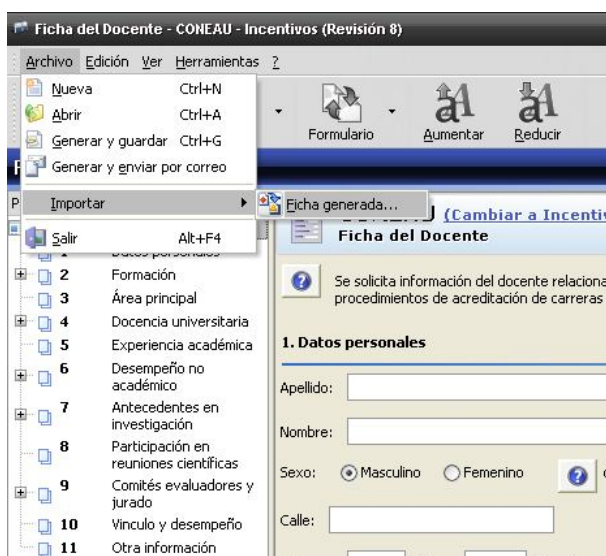 Ficha del Docente - CONEAU - Incentivos (Revisión 8)
Archivo Edición Ver Herramientas ?
Nueva Ctrl+N
Abrir Ctrl+A
Generar y guardar Ctrl+G
Generar y enviar por correo
Importar
Salir Alt+F4
Ficha generada...
Formulario Aumentar Reducir
(Cambiar a Incentiv
Ficha del Docente
Se solicita información del docente relaciona
procedimientos de acreditación de carreras
1. Datos personales
Apellido:
Nombre:
Sexo: Masculino Femenino
Calle:
1 Datos personales
2 Formación
3 Área principal
4 Docencia universitaria
5 Experiencia académica
6 Desempeño no
académico
7 Antecedentes en
investigación
8 Participación en
reuniones científicas
9 Comités evaluadores y
jurado
10 Vinculo y desempeño
11 Otra información